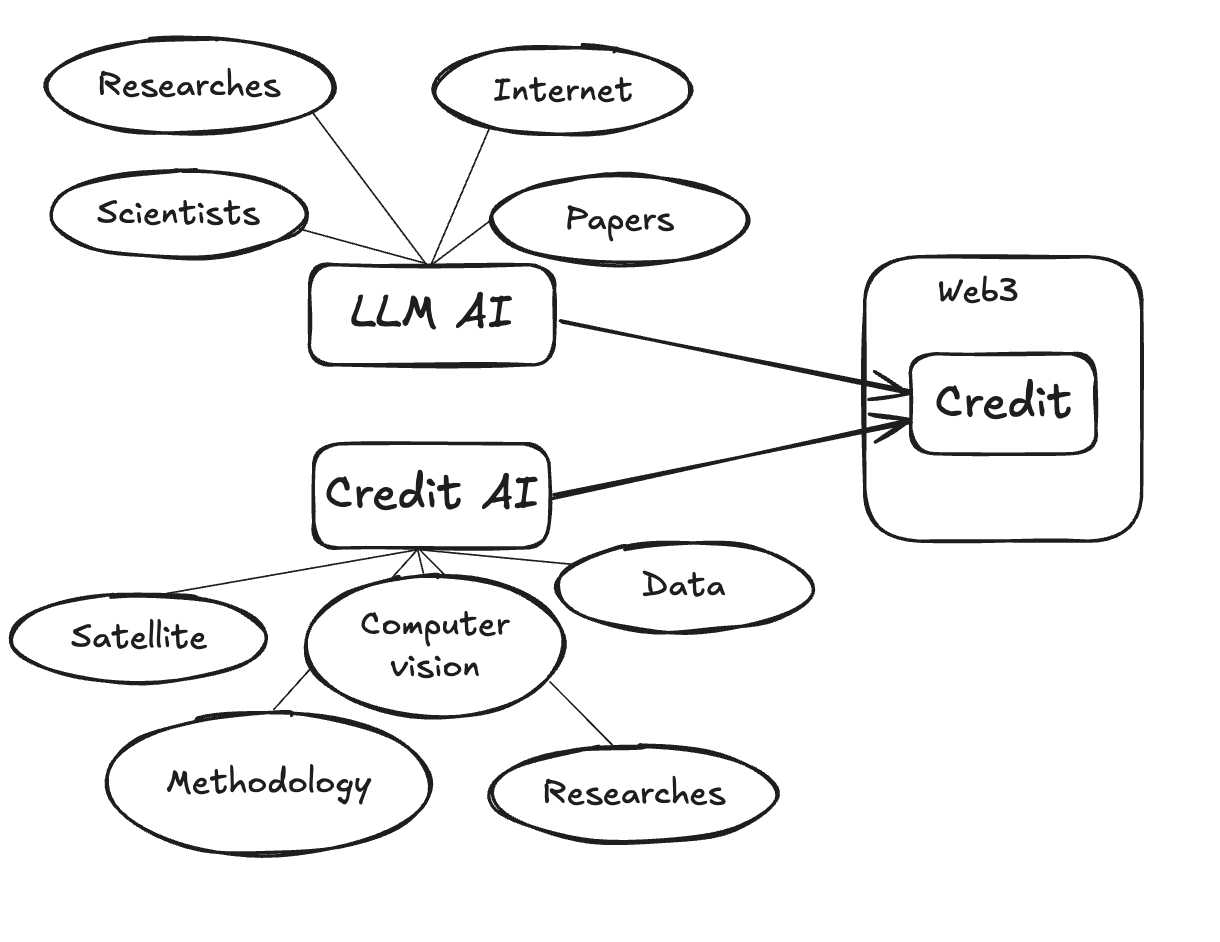 Researches
Internet
Scientists
Papers
LLM AI
Web3
Credit
Credit AI
Data
Satellite
Computer
vision
Methodology
Researches